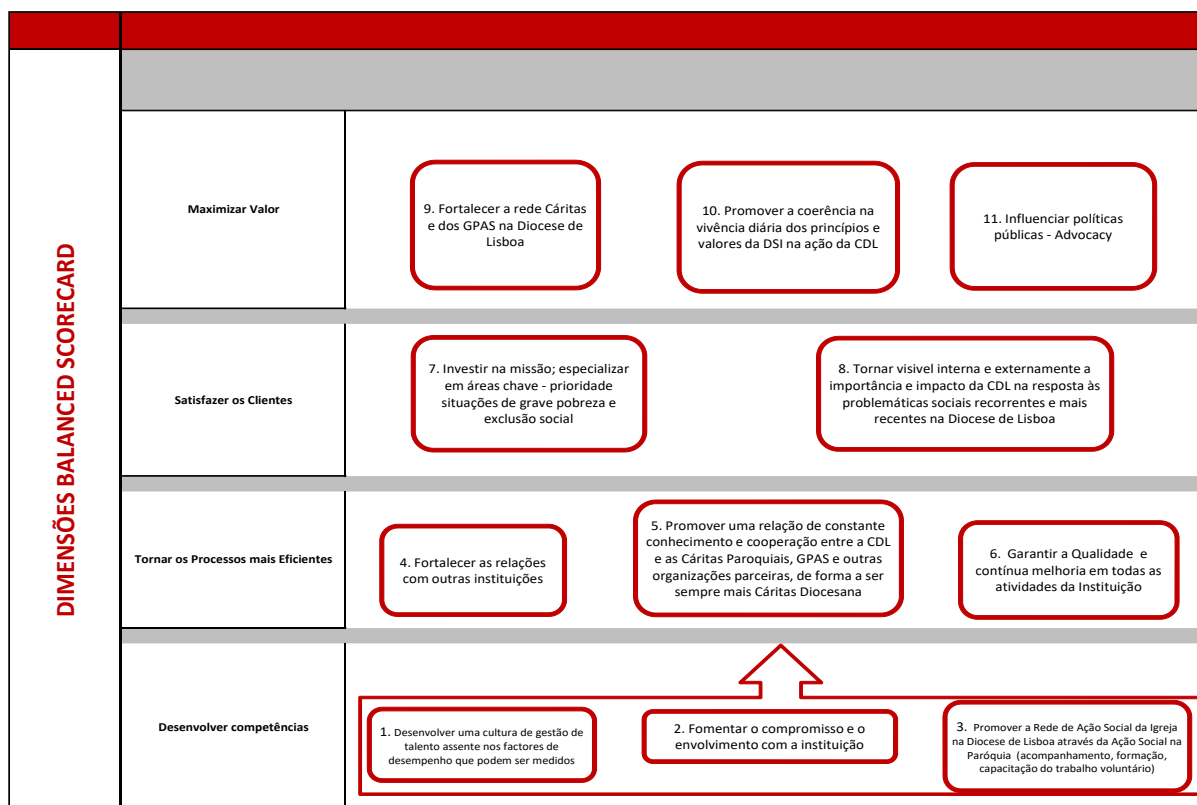 DIMENSÕES BALANCED SCORECARD
Maximizar Valor
9. Fortalecer a rede Cáritas
e dos GPAS na Diocese de
Lisboa
10. Promover a coerência na
vivência diária dos princípios e
valores da DSI na ação da CDL
11. Influenciar políticas
públicas - Advocacy
Satisfazer os Clientes
7. Investir na missão; especializar
em áreas chave - prioridade
situações de grave pobreza e
exclusão social
8. Tornar visivel interna e externamente a
importância e impacto da CDL na resposta às
problemáticas sociais recorrentes e mais
recentes na Diocese de Lisboa
Tornar os Processos mais Eficientes
4. Fortalecer as relações
com outras instituições
5. Promover uma relação de constante
conhecimento e cooperação entre a CDL
e as Cáritas Paroquiais, GPAS e outras
organizações parceiras, de forma a ser
sempre mais Cáritas Diocesana
6. Garantir a Qualidade e
contínua melhoria em todas as
atividades da Instituição
Desenvolver competências
1. Desenvolver uma cultura de gestão de
talento assente nos factores de
desempenho que podem ser medidos
2. Fomentar o compromisso e o
envolvimento com a instituição
3. Promover a Rede de Ação Social da Igreja
na Diocese de Lisboa através da Ação Social na
Paróquia (acompanhamento, formação,
capacitação do trabalho voluntário)